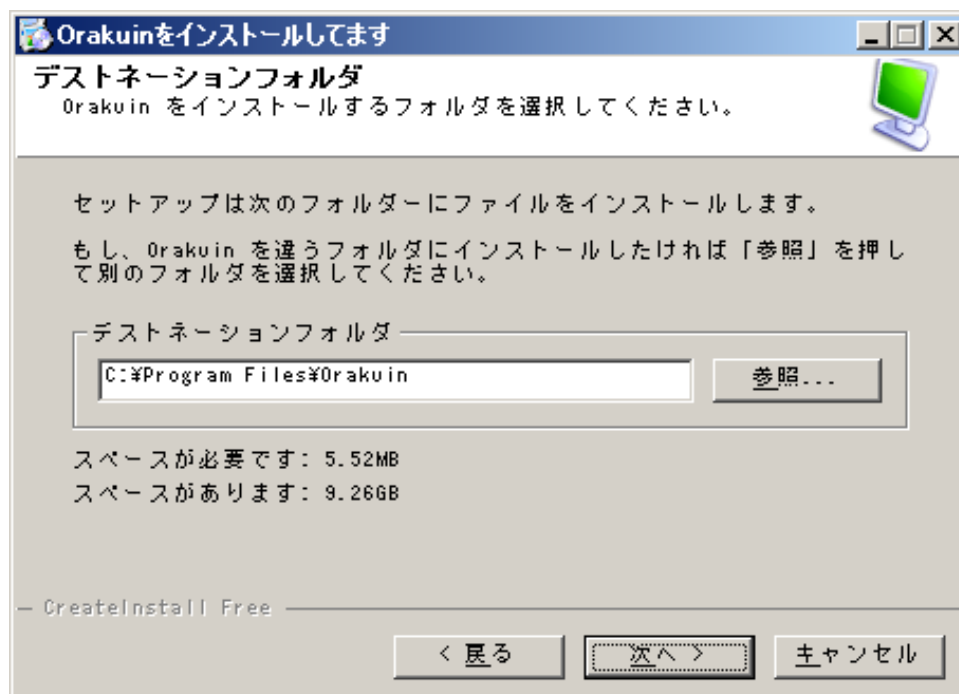 Orakuinをインストールしてます
デストネーションフォルダ
Orakuin をインストールするフォルダを選択してください。
セットアップは次のフォルダーにファイルをインストールします。
もし、Orakuin を違うフォルダにインストールしたければ「参照」を押し
て別のフォルダを選択してください。
デストネーションフォルダ
C:¥Program Files¥Orakuin
参照...
スペースが必要です: 5.52MB
スペースがあります: 9.26GB
CreateInstall Free
< 戻る
次へ >
キャンセル